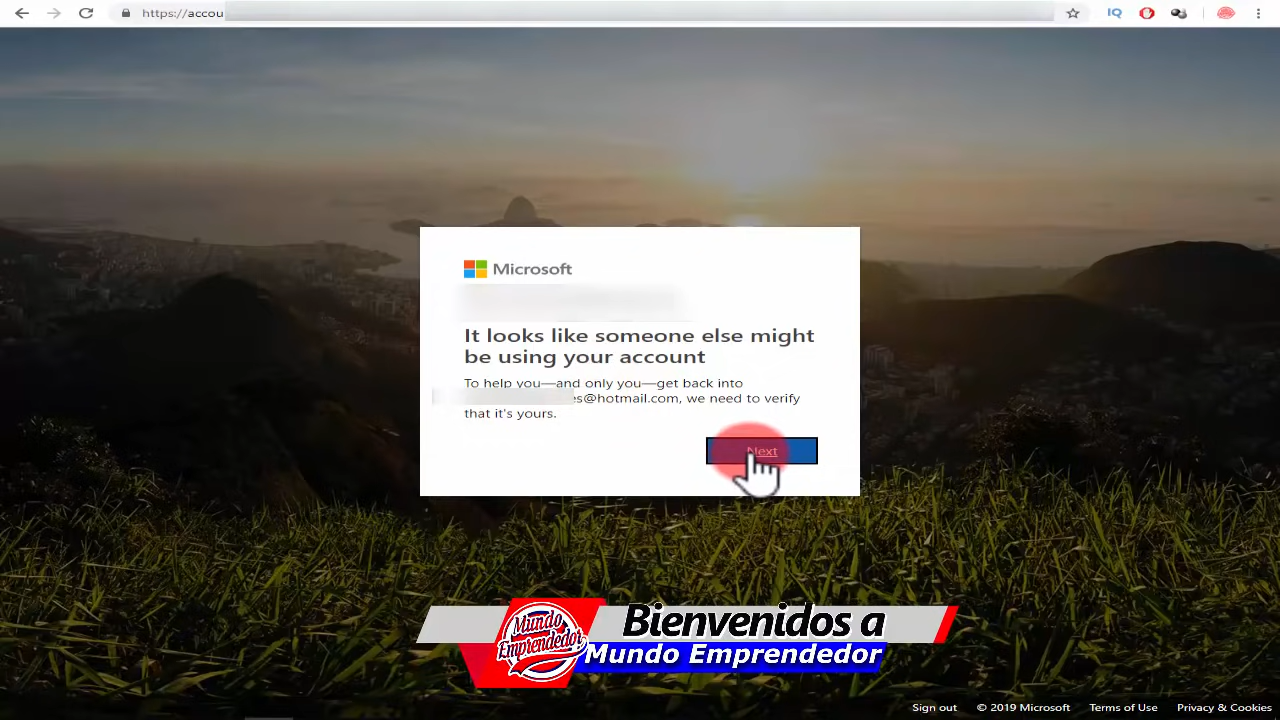 https://accou
IQ
Microsoft
It looks like someone else might
be using your account
To help you—and only you—get back into
es@hotmail.com, we need to verify
that it's yours.
Next
Mundo
Emprendedor
Bienvenidos a
Mundo Emprendedor
Sign out © 2019 Microsoft Terms of Use Privacy & Cookies